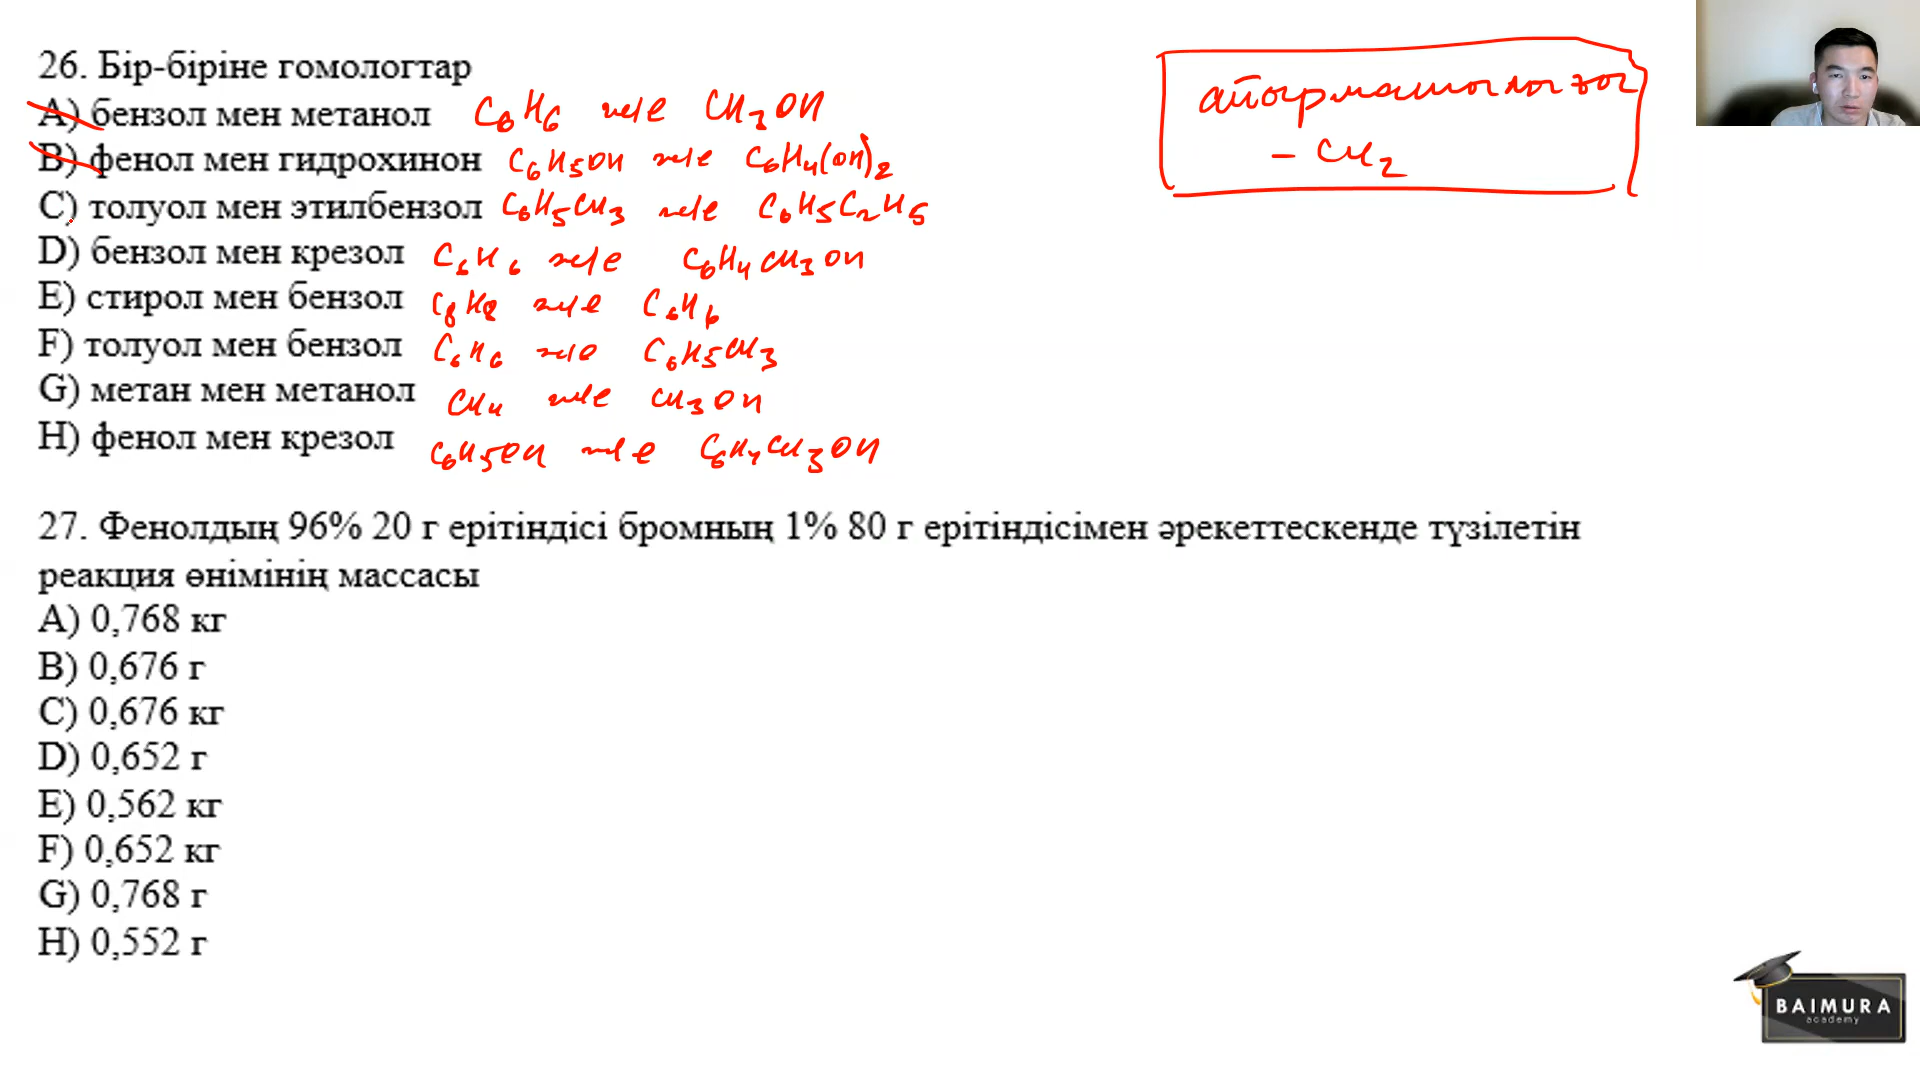 26. Бір-біріне гомологтар
A) бензол мен метанол C6H6 және CH3OH
B) фенол мен гидрохинон C6H5OH және C6H4(OH)2
C) толуол мен этилбензол C6H5CH3 және C6H5C2H5
D) бензол мен крезол C6H6 және C6H4CH3OH
E) стирол мен бензол C8H8 және C6H6
F) толуол мен бензол C6H6 және C6H5CH3
G) метан мен метанол CH4 және CH3OH
H) фенол мен крезол C6H5OH және C6H4CH3OH
айырмашылығы
- CH2
27. Фенолдың 96% 20 г ерітіндісі бромның 1% 80 г ерітіндісімен әрекеттескенде түзілетін
реакция өнімінің массасы
A) 0,768 кг
B) 0,676 г
C) 0,676 кг
D) 0,652 г
E) 0,562 кг
F) 0,652 кг
G) 0,768 г
H) 0,552 г
BAIMURA
academy